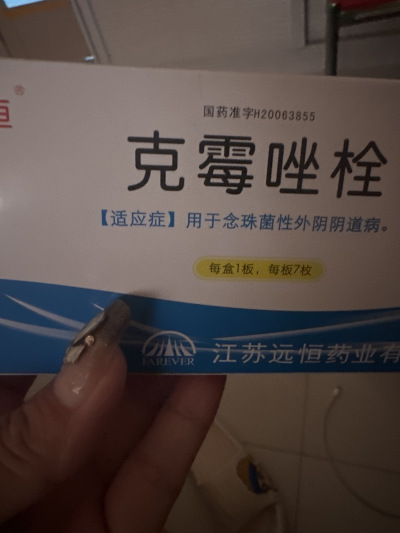 恒®
国药准字H20063855
克霉唑栓
【适应症】用于念珠菌性外阴阴道病。
每盒1板，每板7枚
FAREVER
江苏远恒药业有